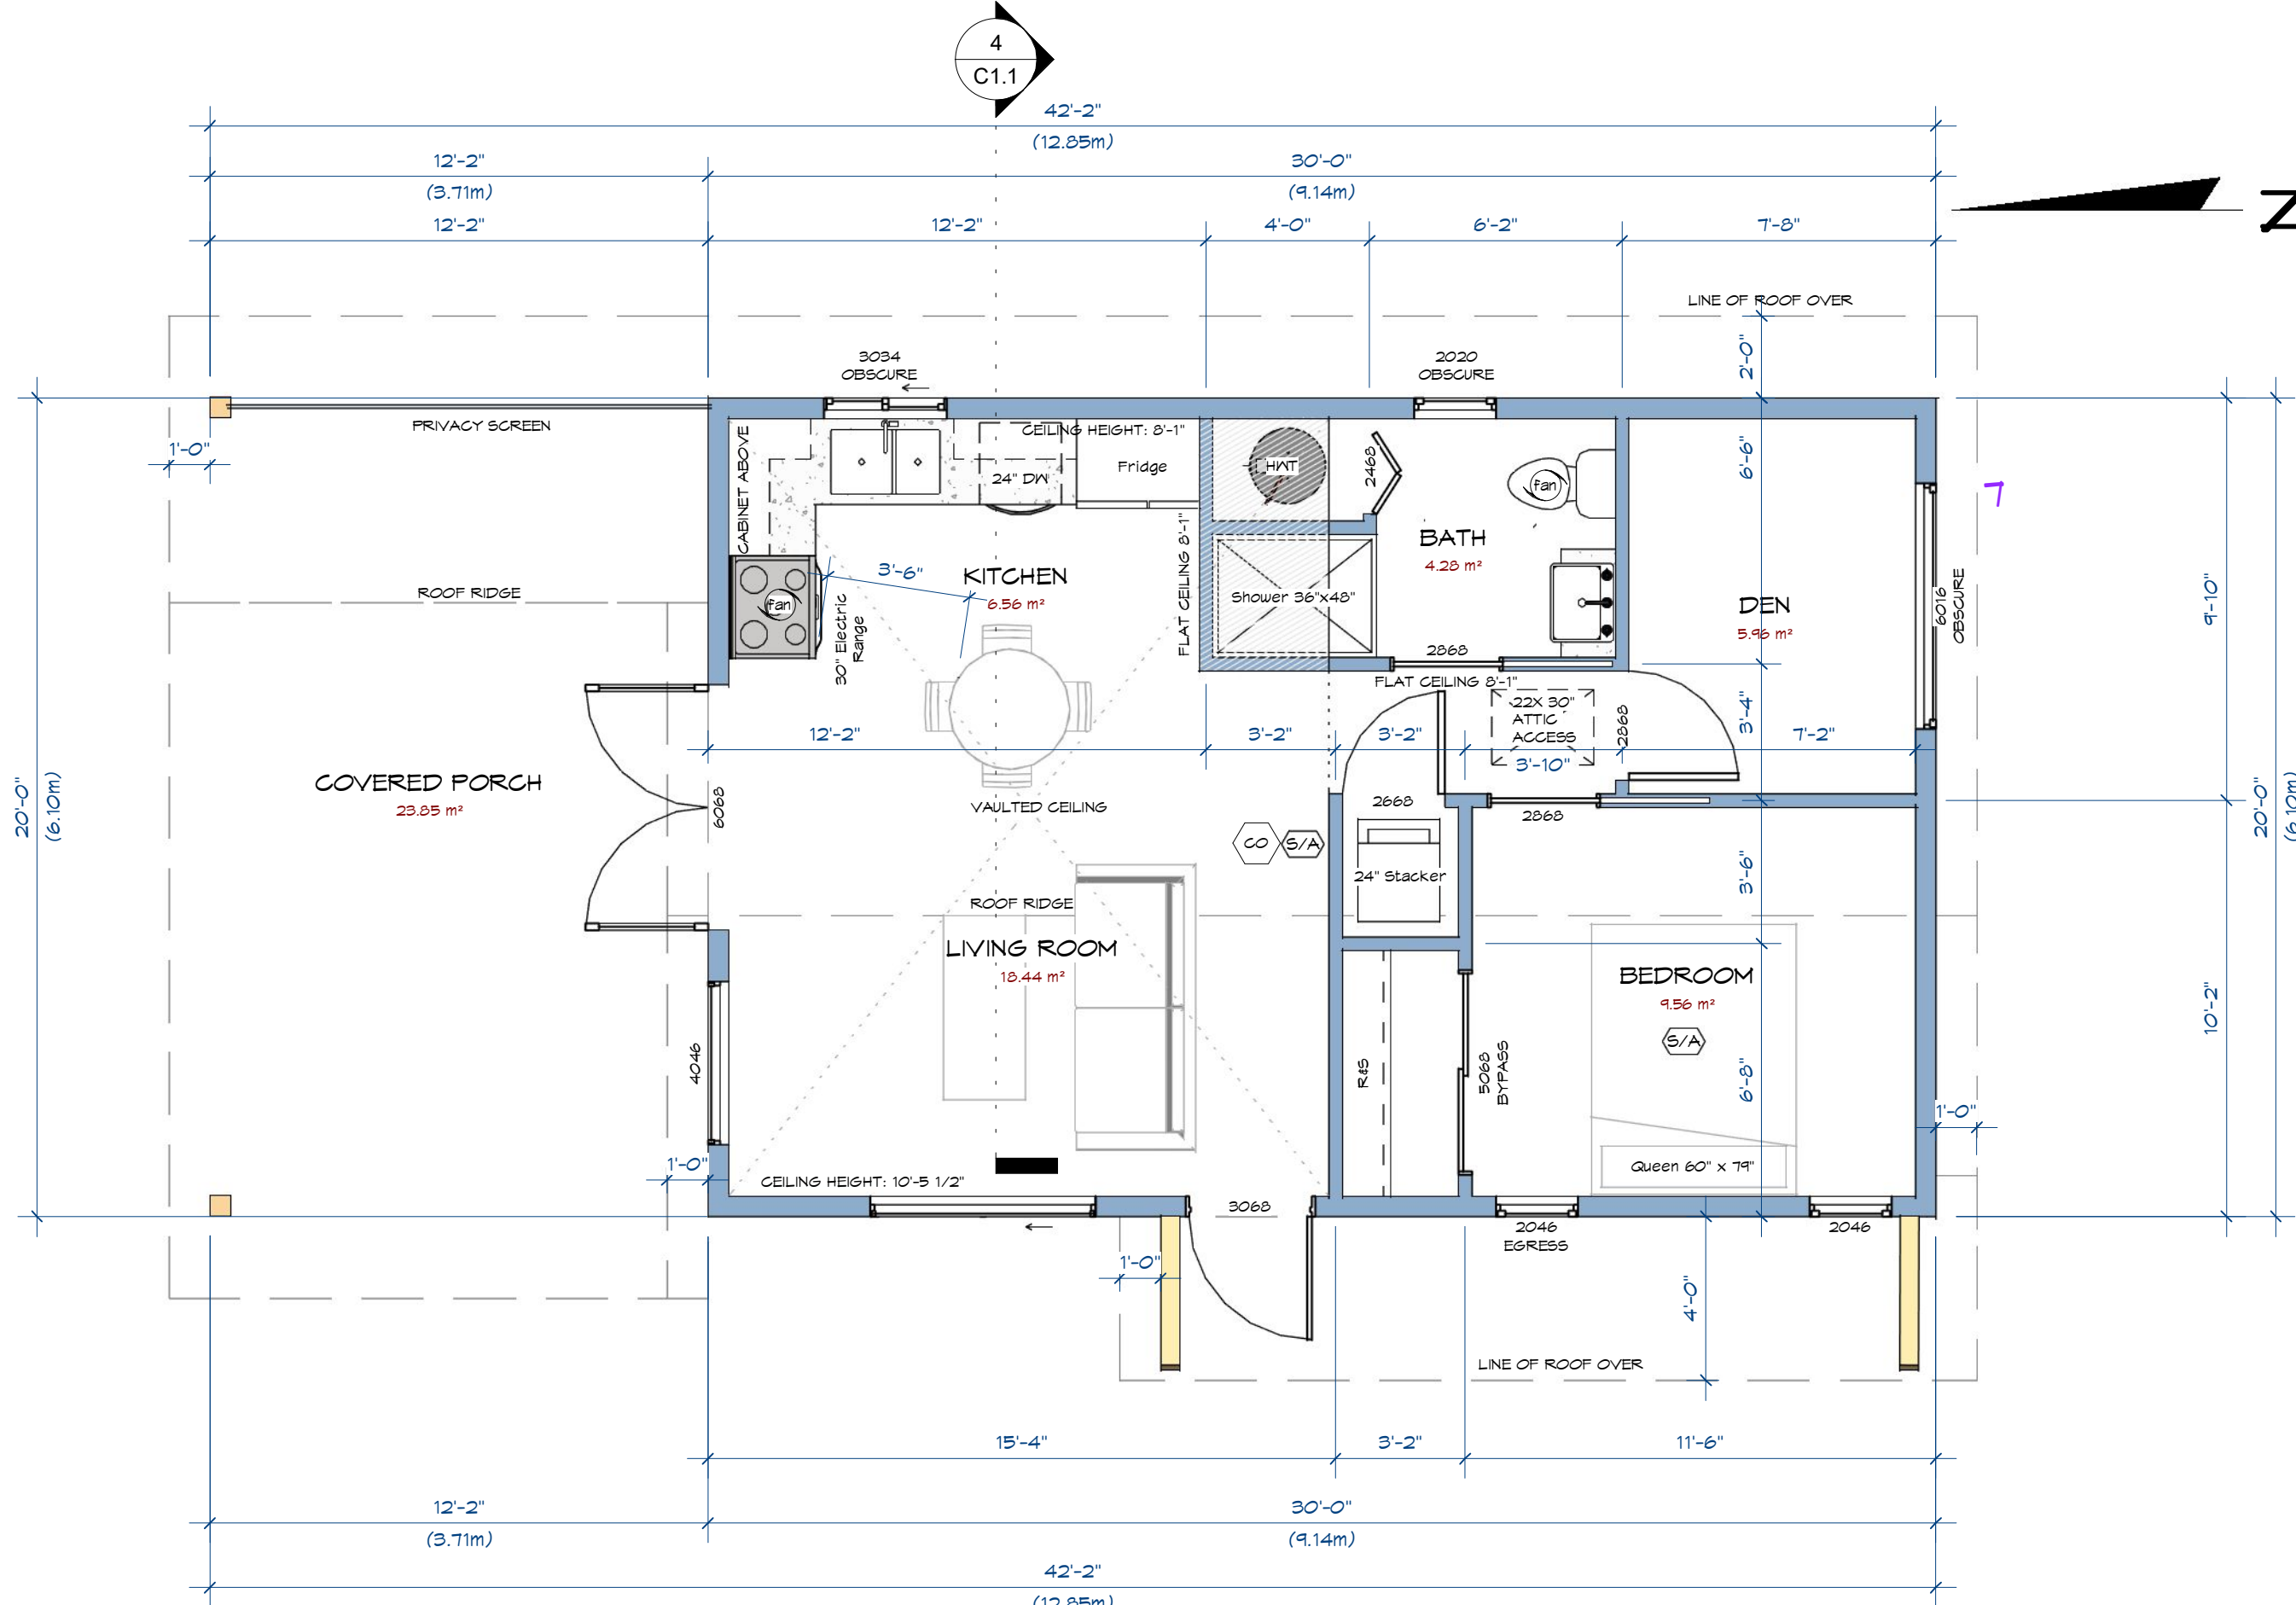 4
C1.1
42'-2"
(12.85m)
12'-2"
30'-0"
(3.71m)
(9.14m)
12'-2"
12'-2"
4'-0"
6'-2"
7'-8"
LINE OF ROOF OVER
2'-0"
3034
OBSCURE
2020
OBSCURE
PRIVACY SCREEN
1'-0"
CABINET ABOVE
CEILING HEIGHT: 8'-1"
24" DW
Fridge
HWT
2468
fan
6'-6"
BATH
4.28 m²
ROOF RIDGE
fan
3'-6"
30" Electric
Range
KITCHEN
6.56 m²
FLAT CEILING 8'-1"
Shower 36"x48"
DEN
5.96 m²
6016
OBSCURE
9'-10"
2868
FLAT CEILING 8'-1"
22X 30"
ATTIC
ACCESS
2868
3'-4"
12'-2"
3'-2"
3'-2"
3'-10"
7'-2"
20'-0"
(6.10m)
COVERED PORCH
23.85 m²
6068
VAULTED CEILING
2668
2868
20'-0"
(6.10m)
CO
S/A
24" Stacker
3'-6"
ROOF RIDGE
LIVING ROOM
18.44 m²
BEDROOM
9.56 m²
S/A
10'-2"
4046
R&S
5068
BYPASS
6'-8"
1'-0"
1'-0"
CEILING HEIGHT: 10'-5 1/2"
Queen 60" x 79"
3068
2046
EGRESS
2046
1'-0"
4'-0"
LINE OF ROOF OVER
15'-4"
3'-2"
11'-6"
12'-2"
30'-0"
(3.71m)
(9.14m)
42'-2"
(12.85m)